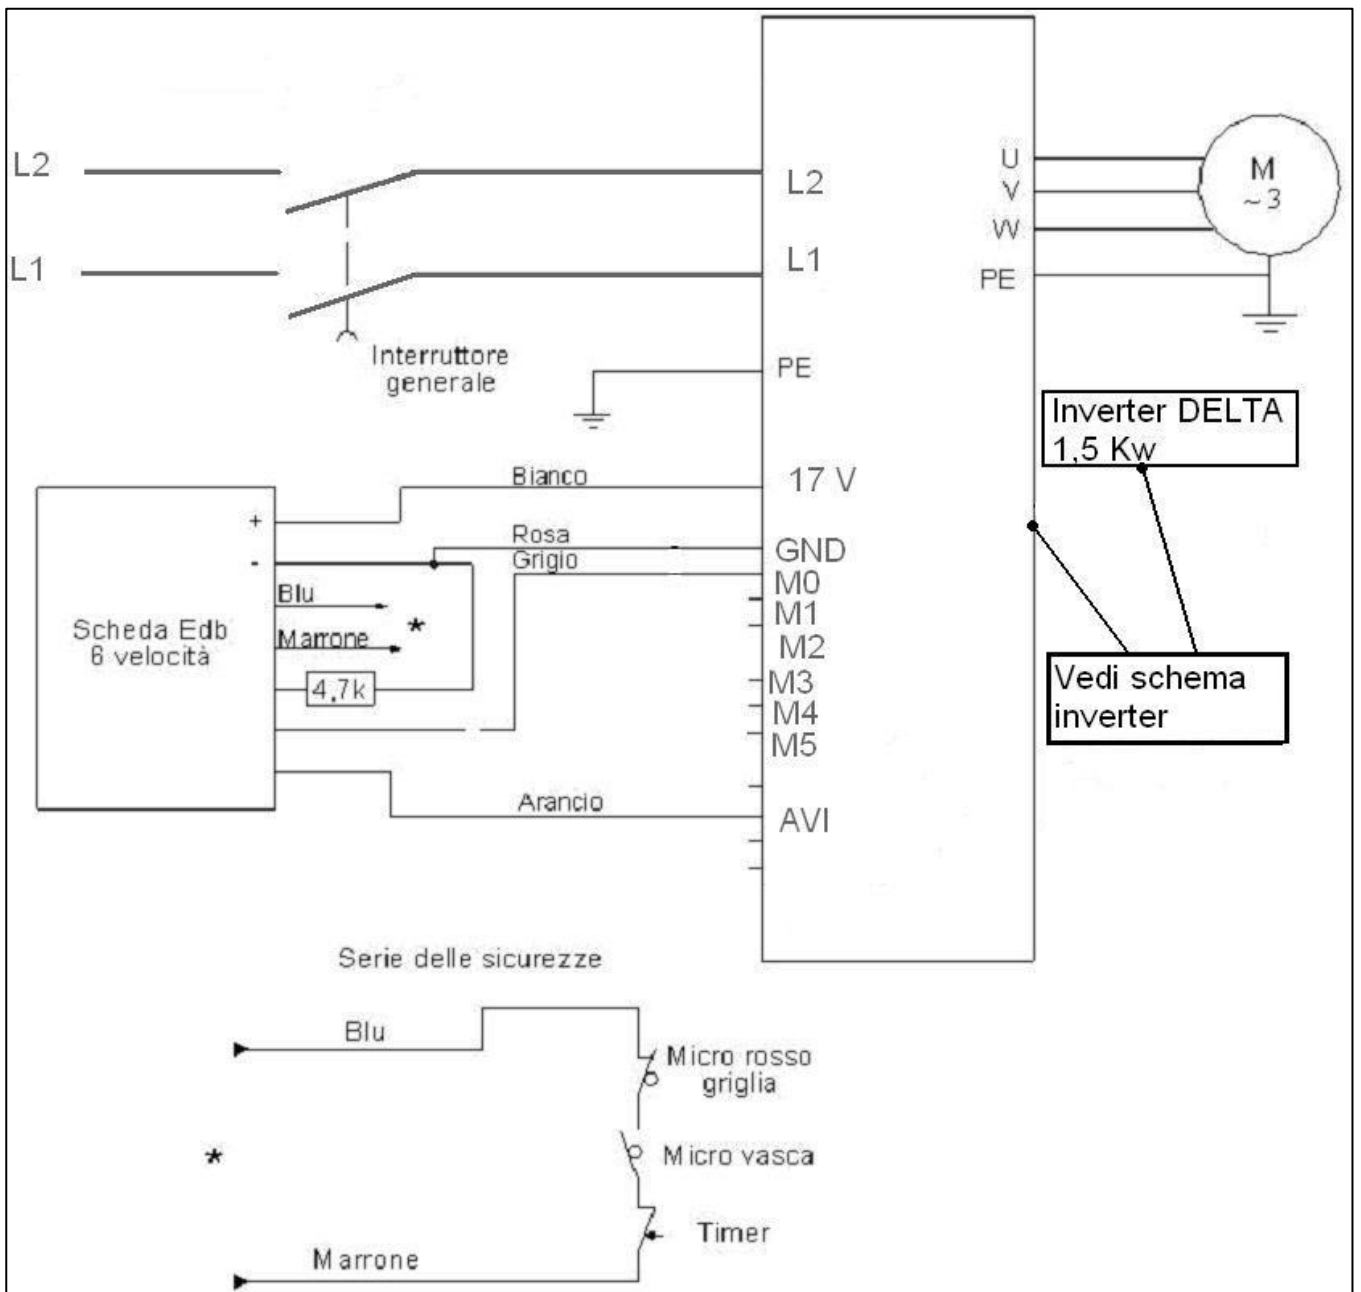 L2
L1
Interruttore
generale
L2
L1
PE
U
V
W
PE
M
~3
Inverter DELTA
1,5 Kw
Vedi schema
inverter
Bianco
Rosa
Grigio
Arancio
17 V
GND
M0
M1
M2
M3
M4
M5
AVI
+
-
Blu
Marrone
*
4,7k
Scheda Edb
6 velocità
Serie delle sicurezze
Blu
Micro rosso
griglia
*
Micro vasca
Timer
Marrone